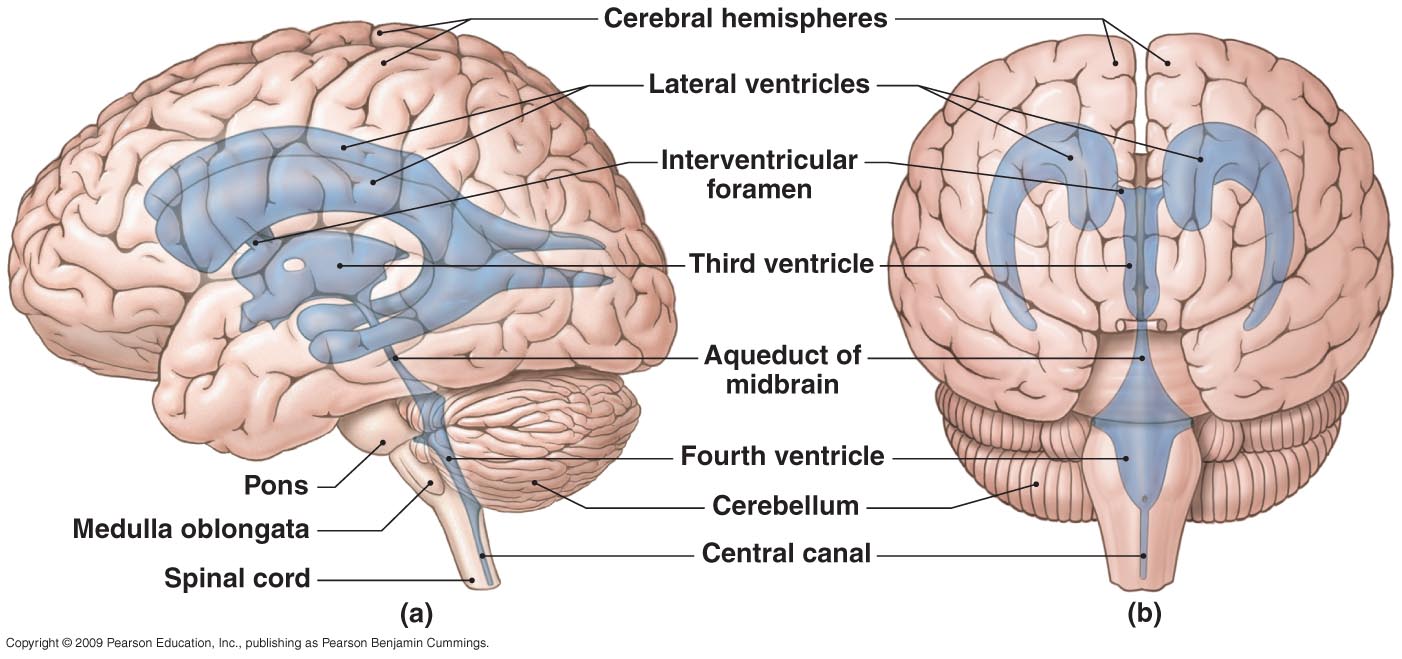 Cerebral hemispheres
Lateral ventricles
Interventricular
foramen
Third ventricle
Aqueduct of
midbrain
Fourth ventricle
Pons
Cerebellum
Medulla oblongata
Central canal
Spinal cord
(a)
(b)
Copyright © 2009 Pearson Education, Inc., publishing as Pearson Benjamin Cummings.